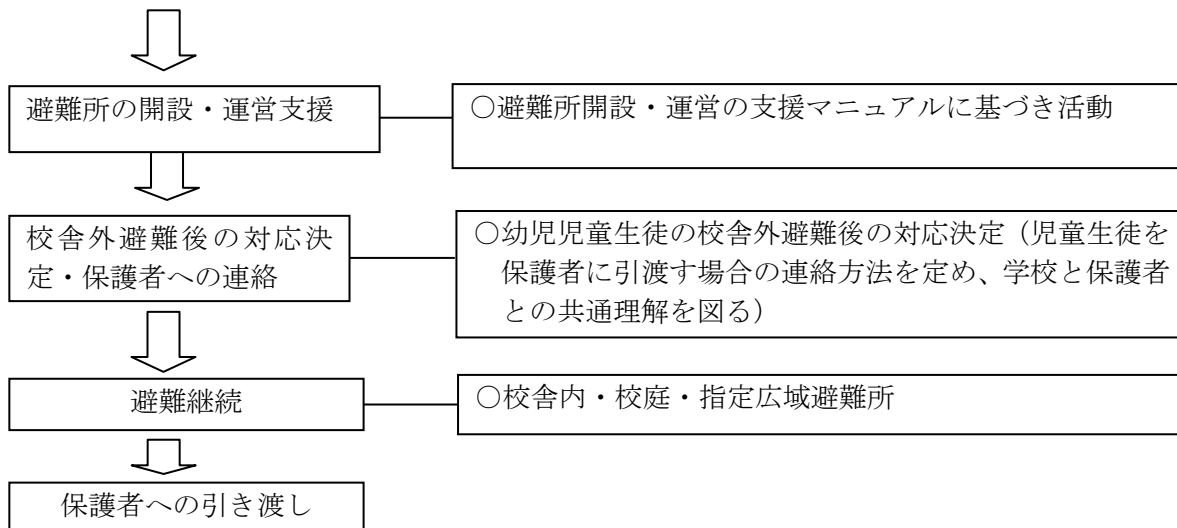 避難所の開設・運営支援
○避難所開設・運営の支援マニュアルに基づき活動
校舎外避難後の対応決
定・保護者への連絡
○幼児児童生徒の校舎外避難後の対応決定（児童生徒を
保護者に引渡す場合の連絡方法を定め、学校と保護者
との共通理解を図る）
避難継続
○校舎内・校庭・指定広域避難所
保護者への引き渡し